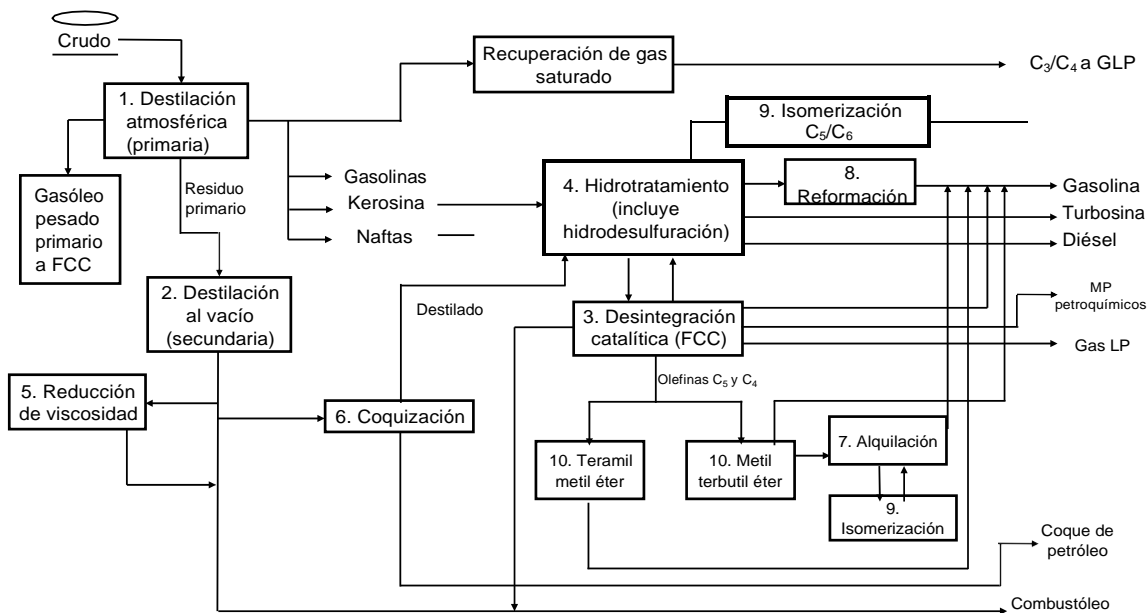 Crudo
Recuperación de gas
saturado
C3/C4 a GLP
1. Destilación
atmosférica
(primaria)
9. Isomerización
C5/C6
Gasóleo
pesado
primario
a FCC
Residuo
primario
Gasolinas
Kerosina
Naftas
4. Hidrotratamiento
(incluye
hidrodesulfuración)
8.
Reformación
Gasolina
Turbosina
Diésel
2. Destilación
al vacío
(secundaria)
Destilado
3. Desintegración
catalítica (FCC)
MP
petroquímicos
Gas LP
Olefinas C5 y C4
5. Reducción
de viscosidad
6. Coquización
10. Teramil
metil éter
10. Metil
terbutil éter
7. Alquilación
9.
Isomerización
Coque de
petróleo
Combustóleo